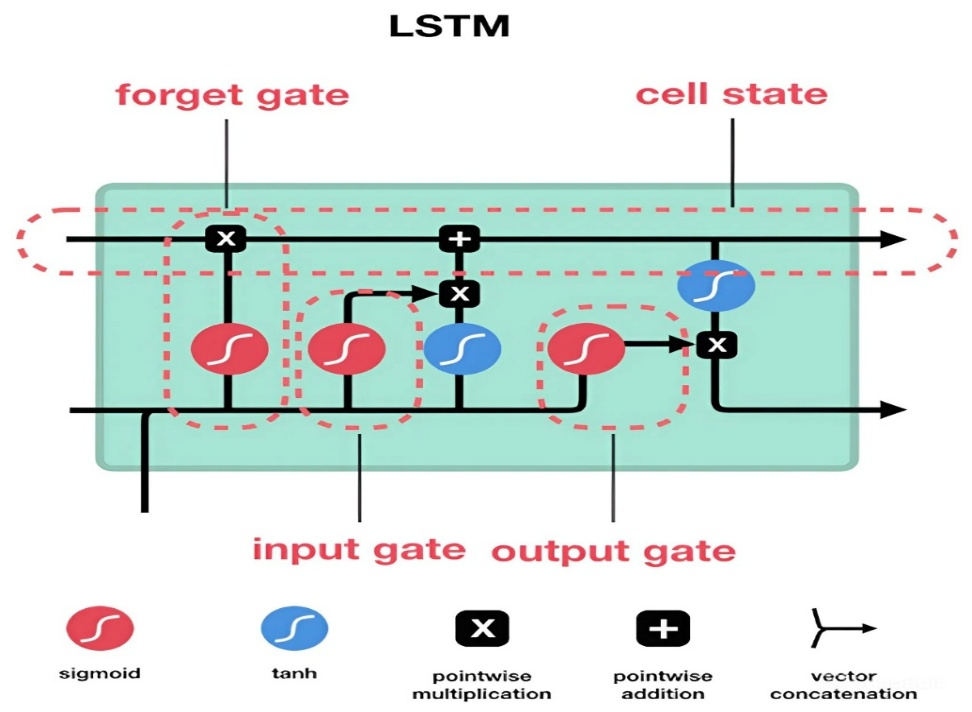 LSTM
forget gate
cell state
input gate
output gate
sigmoid
tanh
pointwise
multiplication
pointwise
addition
vector
concatenation